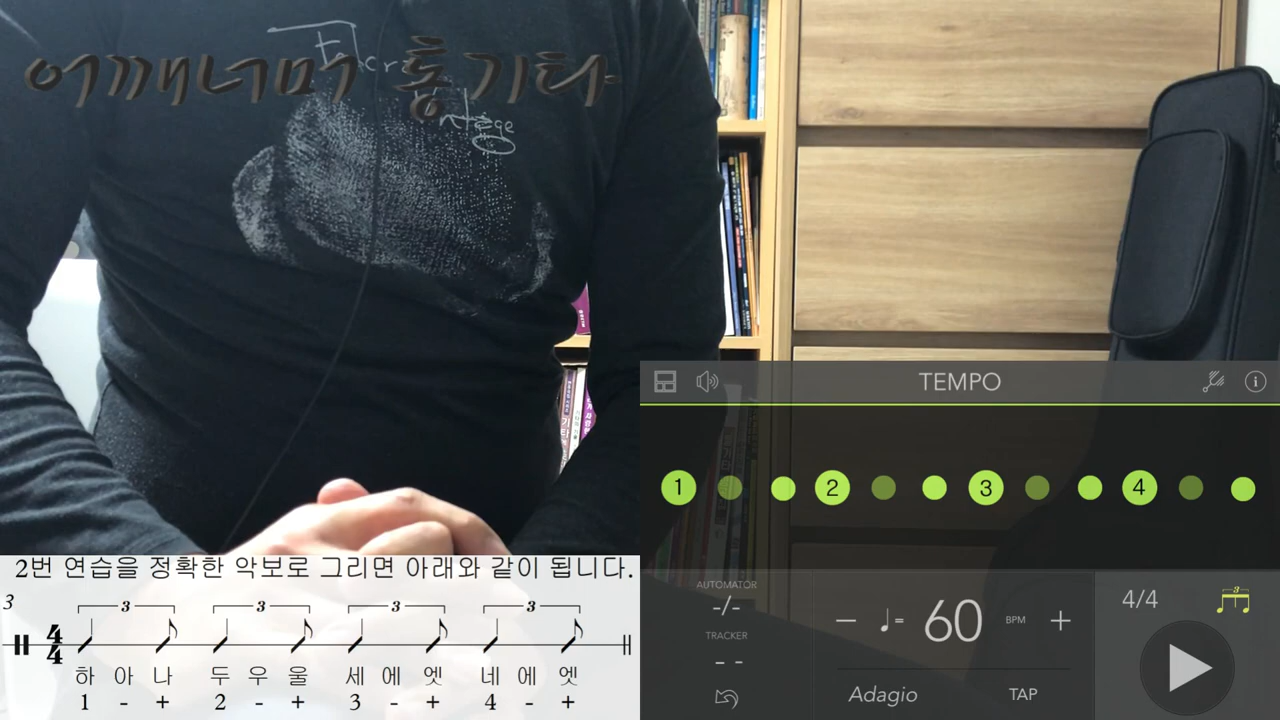 어깨너머 통기타
TEMPO
1 2 3 4
AUTOMATOR
-/-
TRACKER
- -
− ♩= 60 BPM +
Adagio TAP
4/4 3
2번 연습을 정확한 악보로 그리면 아래와 같이 됩니다.
3 3 3 3 3
4/4
하 아 나 두 우 울 세 에 엣 네 에 엣
1 - + 2 - + 3 - + 4 - +